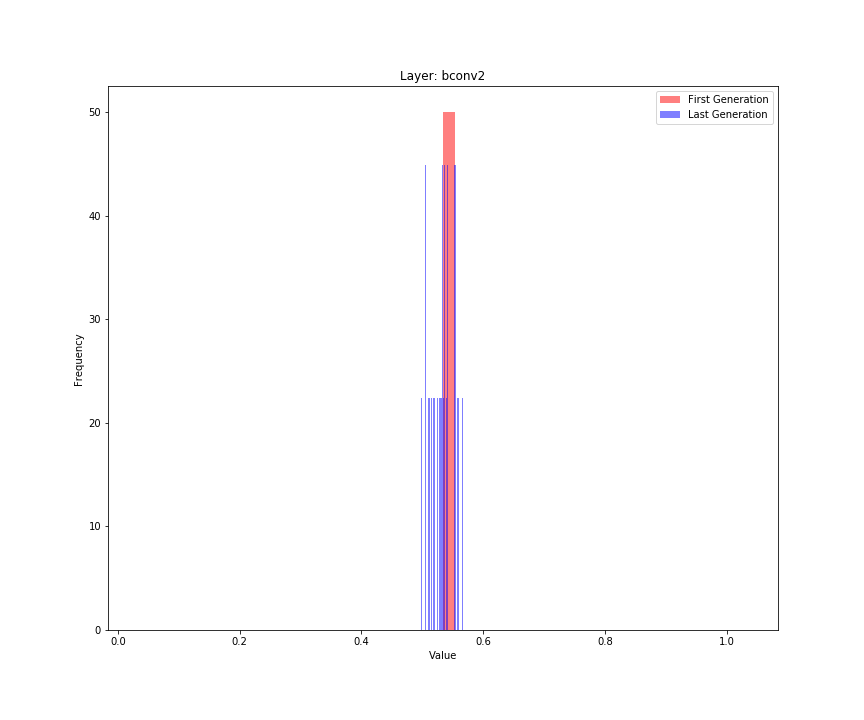 Layer: bconv2
First Generation
Last Generation
50
40
30
20
10
0
Frequency
0.0 0.2 0.4 0.6 0.8 1.0
Value